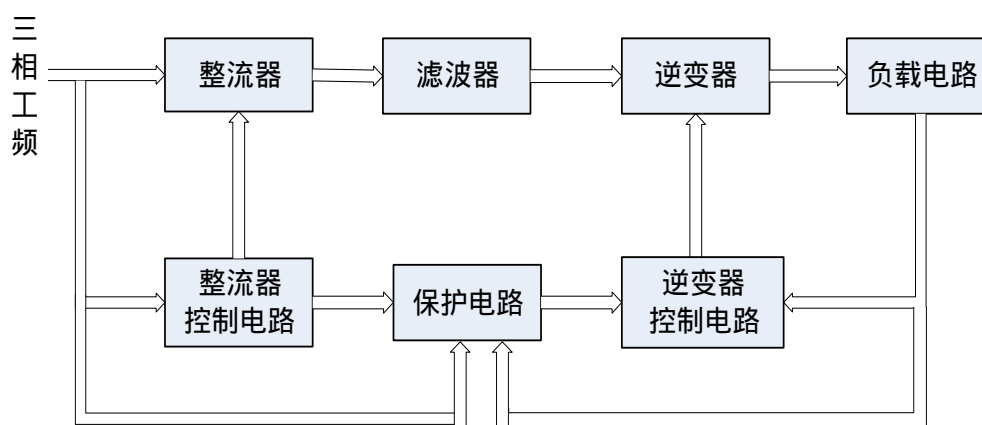 三相工频
整流器
滤波器
逆变器
负载电路
整流器
控制电路
保护电路
逆变器
控制电路